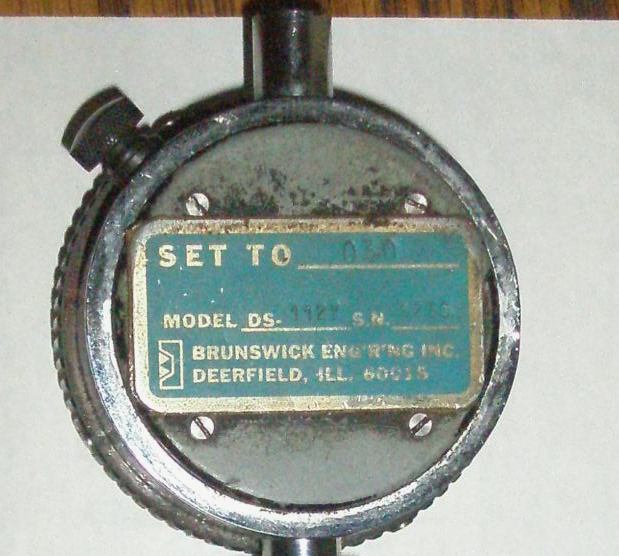 SET TO 030
MODEL DS- S.N.
BRUNSWICK ENG'R'NG INC.
DEERFIELD, ILL. 60015